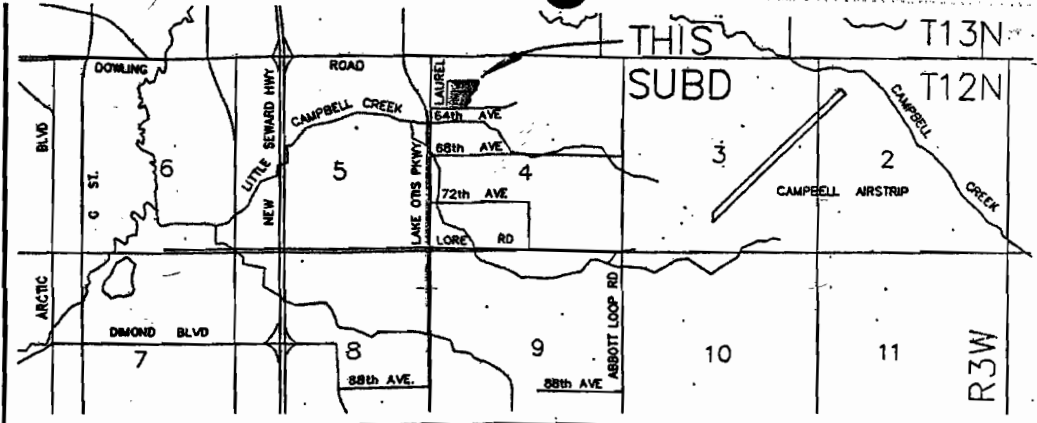 THIS
T13N
DOWLING
ROAD
LAUREL
SUBD
T12N
BLVD
LITTLE
SEWARD HWY
CAMPBELL CREEK
64th AVE
CAMPBELL
68th AVE
6
5
4
3
2
G ST.
NEW
LAKE OTIS PKWY
72nd AVE
CAMPBELL AIRSTRIP
CREEK
LORE RD
ARCTIC
ABBOTT LOOP RD
DIMOND BLVD
7
8
9
10
11
R3W
88th AVE.
88th AVE